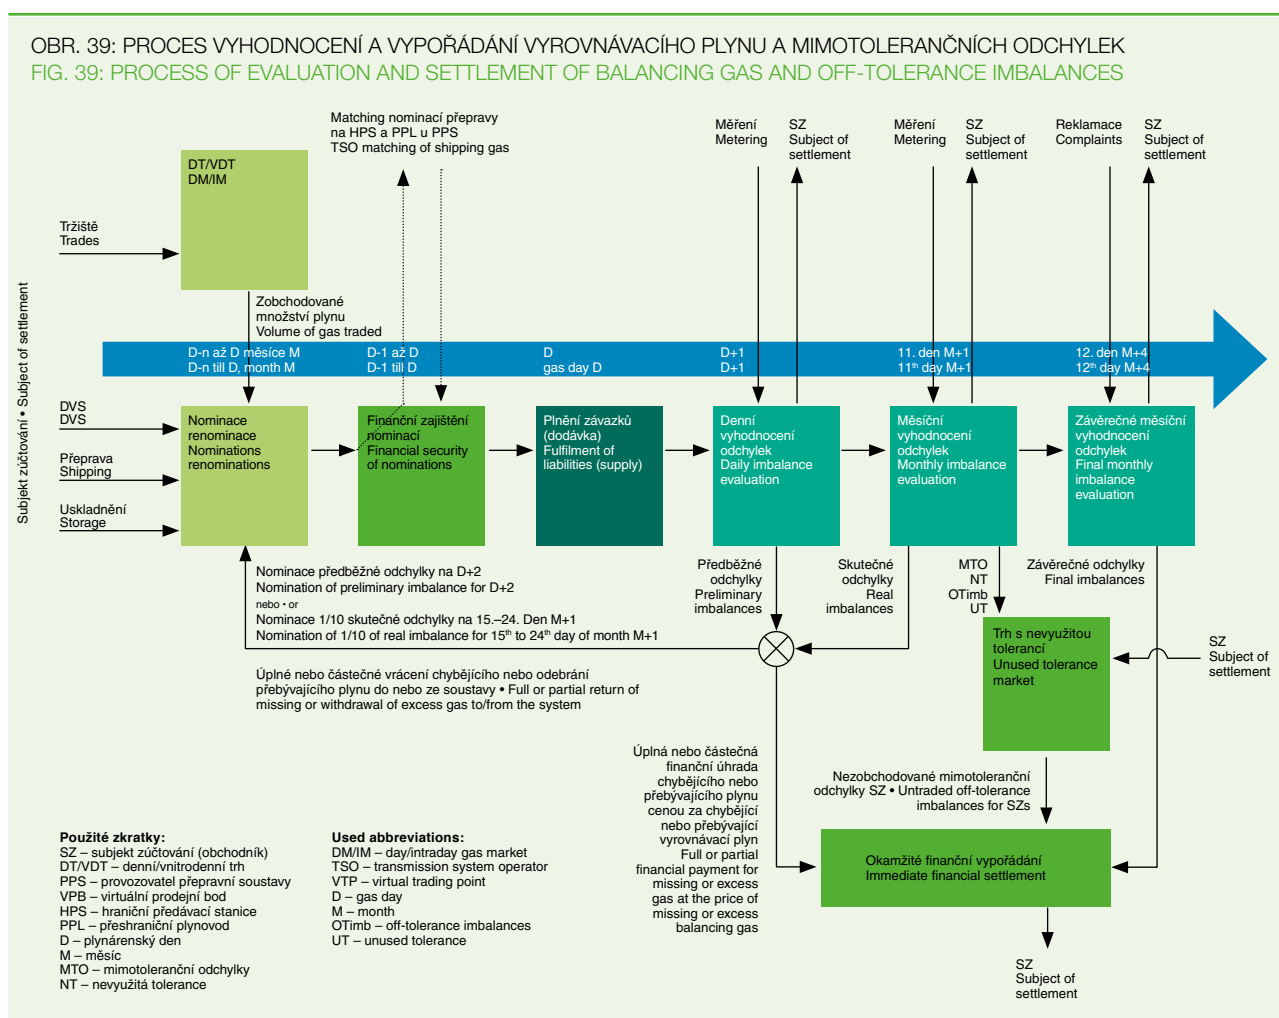 OBR. 39: PROCES VYHODNOCENÍ A VYPOŘÁDÁNÍ VYROVNÁVACÍHO PLYNU A MIMOTOLERANČNÍCH ODCHYLEK
FIG. 39: PROCESS OF EVALUATION AND SETTLEMENT OF BALANCING GAS AND OFF-TOLERANCE IMBALANCES
Matching nominací přepravy
na HPS a PPL u PPS
TSO matching of shipping gas
Měření
Metering
SZ
Subject of
settlement
Měření
Metering
SZ
Subject of
settlement
Reklamace
Complaints
SZ
Subject of
settlement
DT/VDT
DM/IM
Tržiště
Trades
Subjekt zúčtování • Subject of settlement
Zobchodované
množství plynu
Volume of gas traded
D-n až D měsíce M
D-n till D, month M
D-1 až D
D-1 till D
D
gas day D
D+1
D+1
11. den M+1
11th day M+1
12. den M+4
12th day M+4
DVS
DVS
Přeprava
Shipping
Uskladnění
Storage
Nominace
renominace
Nominations
renominations
Finanční zajištění
nominací
Financial security
of nominations
Plnění závazků
(dodávka)
Fulfilment of
liabilities (supply)
Denní
vyhodnocení
odchylek
Daily imbalance
evaluation
Měsíční
vyhodnocení
odchylek
Monthly imbalance
evaluation
Závěrečné měsíční
vyhodnocení
odchylek
Final monthly
imbalance
evaluation
Nominace předběžné odchylky na D+2
Nomination of preliminary imbalance for D+2
nebo • or
Nominace 1/10 skutečné odchylky na 15.–24. Den M+1
Nomination of 1/10 of real imbalance for 15th to 24th day of month M+1
Předběžné
odchylky
Preliminary
imbalances
Skutečné
odchylky
Real
imbalances
MTO
NT
OTimb
UT
Závěrečné odchylky
Final imbalances
Trh s nevyužitou
tolerancí
Unused tolerance
market
SZ
Subject of
settlement
Úplné nebo částečné vrácení chybějícího nebo odebrání
přebývajícího plynu do nebo ze soustavy • Full or partial return of
missing or withdrawal of excess gas to/from the system
Úplná nebo částečná
finanční úhrada
chybějícího nebo
přebývajícího plynu
cenou za chybějící
nebo přebývající
vyrovnávací plyn
Full or partial
financial payment for
missing or excess
gas at the price of
missing or excess
balancing gas
Nezobchodované mimotoleranční
odchylky SZ • Untraded off-tolerance
imbalances for SZs
Okamžité finanční vypořádání
Immediate financial settlement
SZ
Subject of
settlement
Použité zkratky:
SZ – subjekt zúčtování (obchodník)
DT/VDT – denní/vnitrodenní trh
PPS – provozovatel přepravní soustavy
VPB – virtuální prodejní bod
HPS – hraniční předávací stanice
PPL – přeshraniční plynovod
D – plynárenský den
M – měsíc
MTO – mimotoleranční odchylky
NT – nevyužitá tolerance
Used abbreviations:
DM/IM – day/intraday gas market
TSO – transmission system operator
VTP – virtual trading point
D – gas day
M – month
OTimb – off-tolerance imbalances
UT – unused tolerance